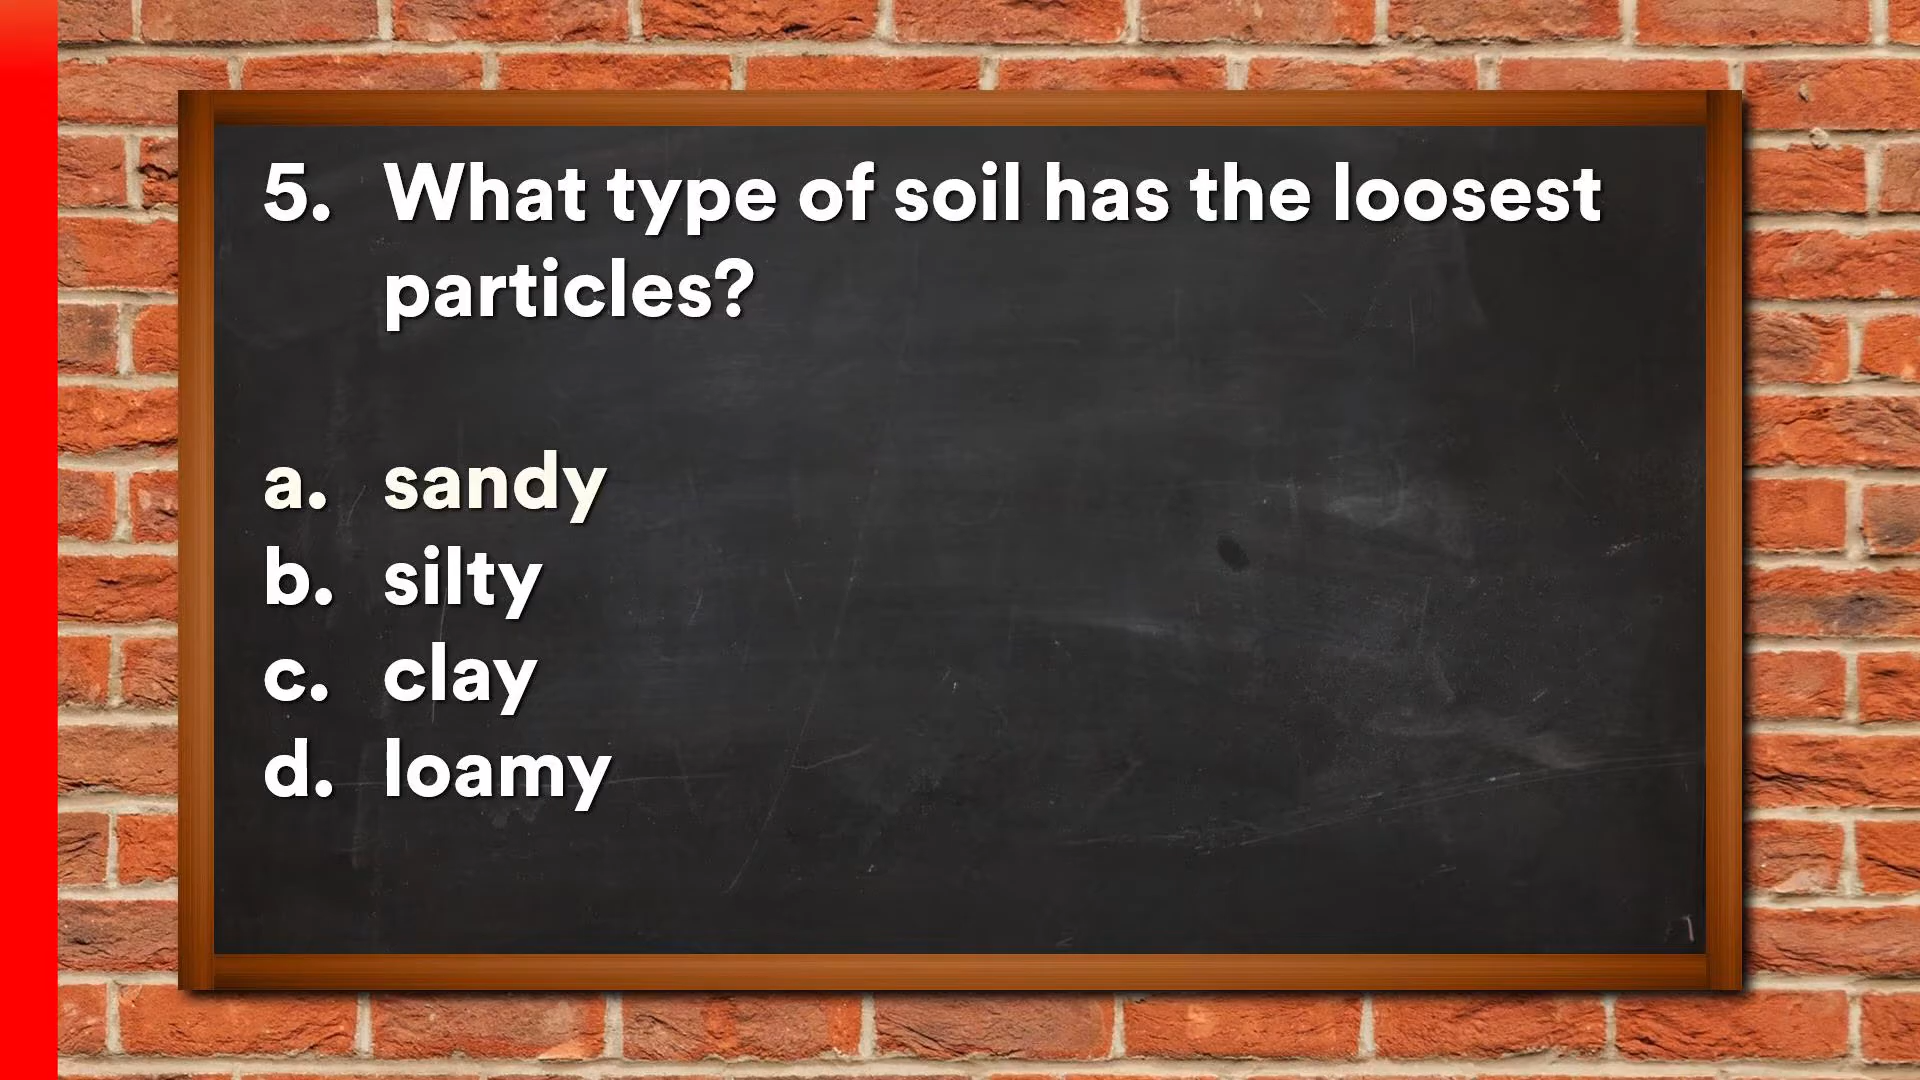 5. What type of soil has the loosest
particles?
a. sandy
b. silty
c. clay
d. loamy